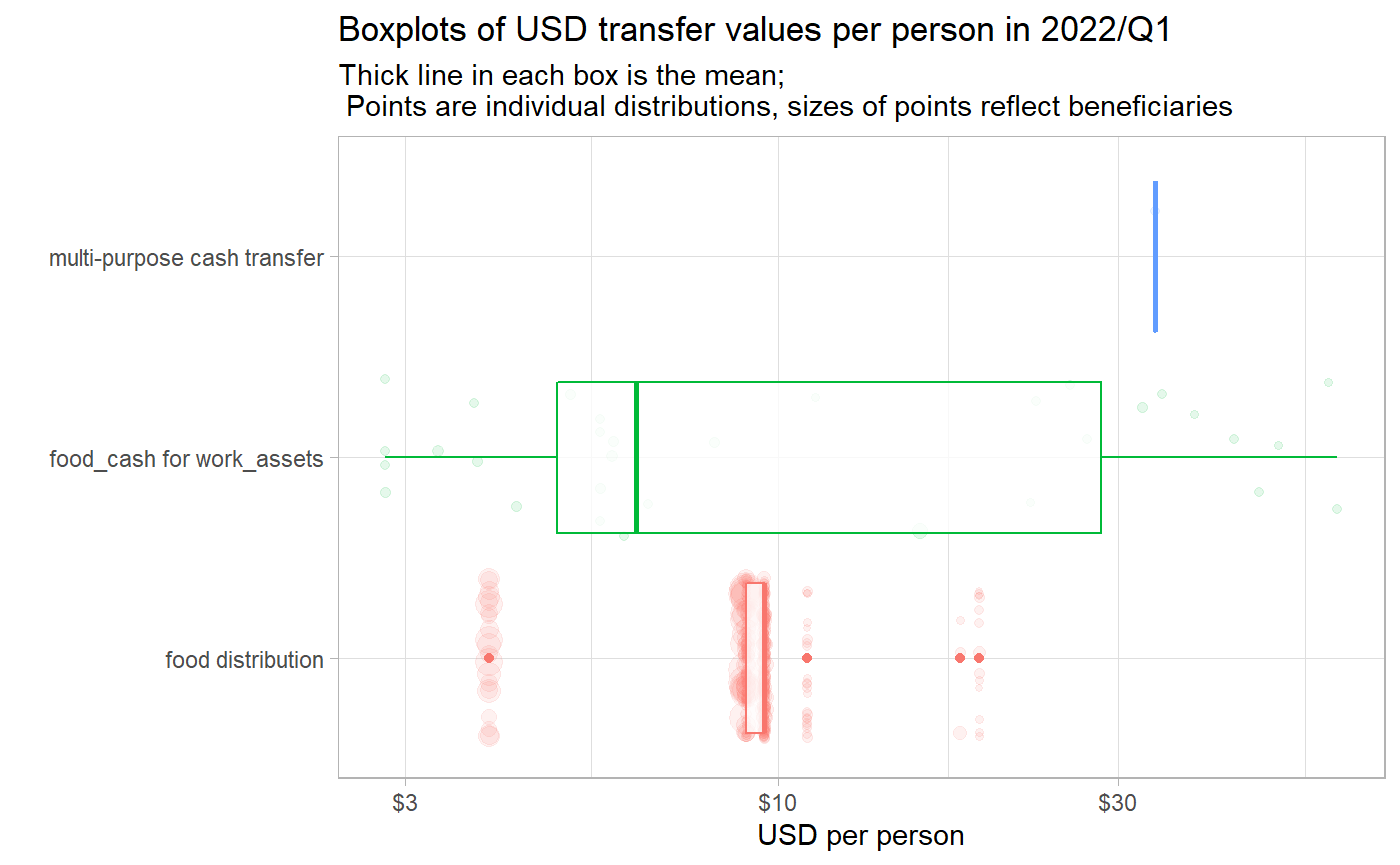 Boxplots of USD transfer values per person in 2022/Q1
Thick line in each box is the mean;
Points are individual distributions, sizes of points reflect beneficiaries
multi-purpose cash transfer
food_cash for work_assets
food distribution
$3
$10
$30
USD per person